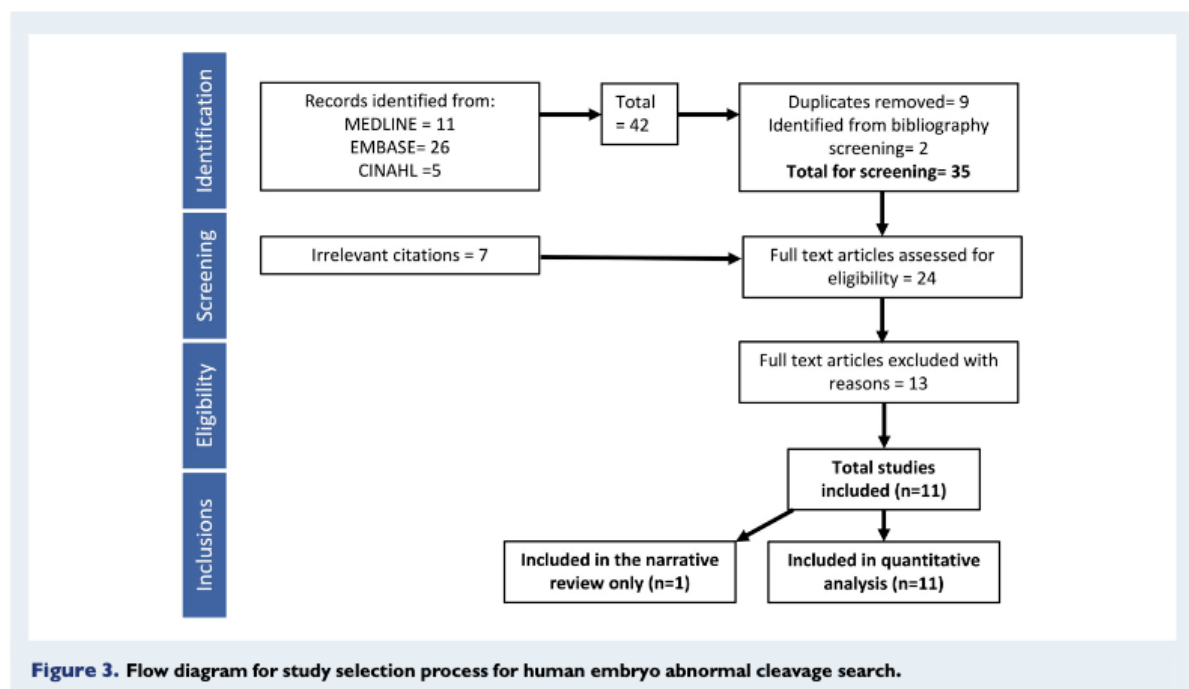 Identification
Records identified from:
MEDLINE = 11
EMBASE= 26
CINAHL =5
Total
= 42
Duplicates removed= 9
Identified from bibliography
screening= 2
Total for screening= 35
Screening
Irrelevant citations = 7
Full text articles assessed for
eligibility = 24
Eligibility
Full text articles excluded with
reasons = 13
Inclusions
Total studies
included (n=11)
Included in the narrative
review only (n=1)
Included in quantitative
analysis (n=11)
Figure 3. Flow diagram for study selection process for human embryo abnormal cleavage search.